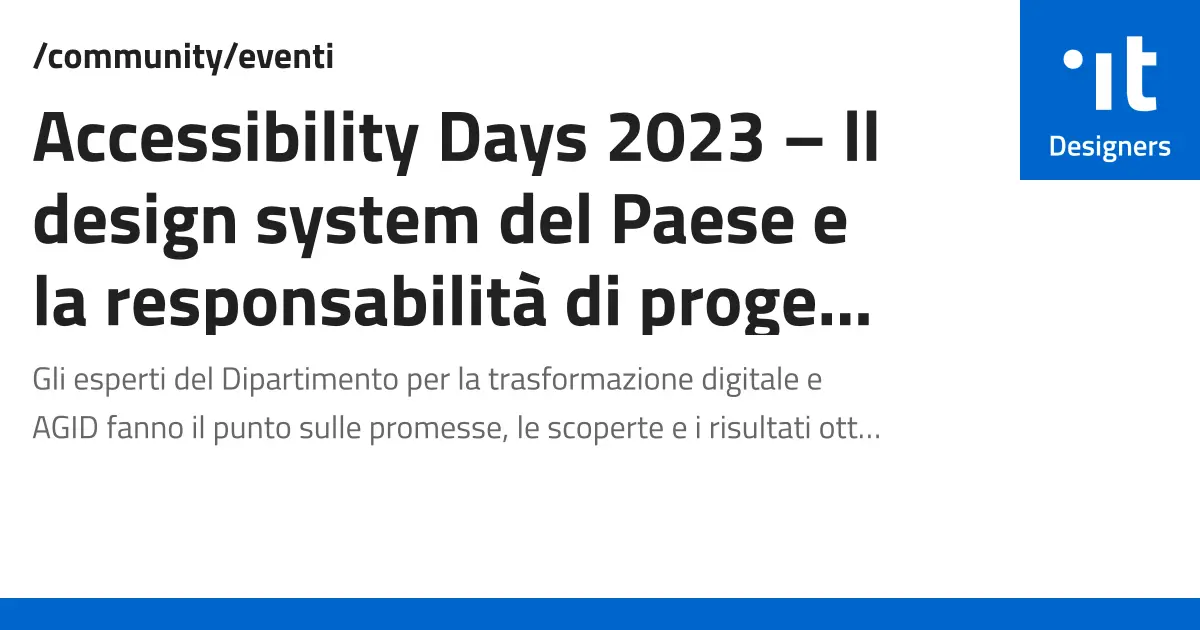 /community/eventi
Accessibility Days 2023 – Il
design system del Paese e
la responsabilità di proge...
Gli esperti del Dipartimento per la trasformazione digitale e
AGID fanno il punto sulle promesse, le scoperte e i risultati ott...
it
Designers